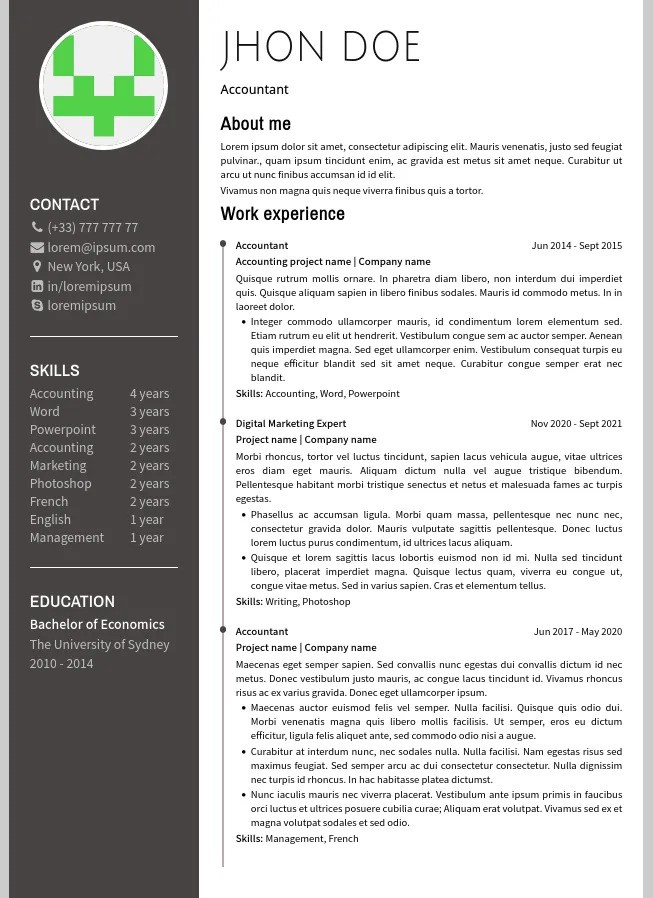 CONTACT
(+33) 777 777 77
lorem@ipsum.com
New York, USA
in/loremipsum
loremipsum
SKILLS
Accounting 4 years
Word 3 years
Powerpoint 3 years
Accounting 2 years
Marketing 2 years
Photoshop 2 years
French 2 years
English 1 year
Management 1 year
EDUCATION
Bachelor of Economics
The University of Sydney
2010 - 2014
JHON DOE
Accountant
About me
Lorem ipsum dolor sit amet, consectetur adipiscing elit. Mauris venenatis, justo sed feugiat
pulvinar., quam ipsum tincidunt enim, ac gravida est metus sit amet neque. Curabitur ut
arcu ut nunc finibus accumsan id id elit.
Vivamus non magna quis neque viverra finibus quis a tortor.
Work experience
Accountant Jun 2014 - Sept 2015
Accounting project name | Company name
Quisque rutrum mollis ornare. In pharetra diam libero, non interdum dui imperdiet
quis. Quisque aliquam sapien in libero finibus sodales. Mauris id commodo metus. In in
laoreet dolor.
• Integer commodo ullamcorper mauris, id condimentum lorem elementum sed.
Etiam rutrum eu elit ut hendrerit. Vestibulum congue sem ac auctor semper. Aenean
quis imperdiet magna. Sed eget ullamcorper enim. Vestibulum consequat turpis eu
neque efficitur blandit sed sit amet neque. Curabitur congue semper erat nec
blandit.
Skills: Accounting, Word, Powerpoint
Digital Marketing Expert Nov 2020 - Sept 2021
Project name | Company name
Morbi rhoncus, tortor vel luctus tincidunt, sapien lacus vehicula augue, vitae ultrices
eros diam eget mauris. Aliquam dictum nulla vel augue tristique bibendum.
Pellentesque habitant morbi tristique senectus et netus et malesuada fames ac turpis
egestas.
• Phasellus ac accumsan ligula. Morbi quam massa, pellentesque nec nunc nec,
consectetur gravida dolor. Mauris vulputate sagittis pellentesque. Donec luctus
lorem luctus purus condimentum, id ultrices lacus aliquam.
• Quisque et lorem sagittis lacus lobortis euismod non id mi. Nulla sed tincidunt
libero, placerat imperdiet magna. Quisque lectus quam, viverra eu congue ut,
congue vitae metus. Sed in varius sapien. Cras et elementum tellus.
Skills: Writing, Photoshop
Accountant Jun 2017 - May 2020
Project name | Company name
Maecenas eget semper sapien. Sed convallis nunc egestas dui convallis dictum id nec
metus. Donec vestibulum justo mauris, ac congue lacus tincidunt id. Vivamus rhoncus
risus ac ex varius gravida. Donec eget ullamcorper ipsum.
• Maecenas auctor euismod felis vel semper. Nulla facilisi. Quisque quis odio dui.
Morbi venenatis magna quis libero mollis facilisis. Ut semper, eros eu dictum
efficitur, ligula felis aliquet ante, sed commodo odio nisi a augue.
• Curabitur at interdum nunc, nec sodales nulla. Nulla facilisi. Nam egestas risus sed
maximus feugiat. Sed semper arcu ac dui consectetur consectetur. Nulla dignissim
nec turpis id rhoncus. In hac habitasse platea dictumst.
• Nunc iaculis mauris nec viverra placerat. Vestibulum ante ipsum primis in faucibus
orci luctus et ultrices posuere cubilia curae; Aliquam erat volutpat. Vivamus sed ex et
magna volutpat sodales et sed odio.
Skills: Management, French